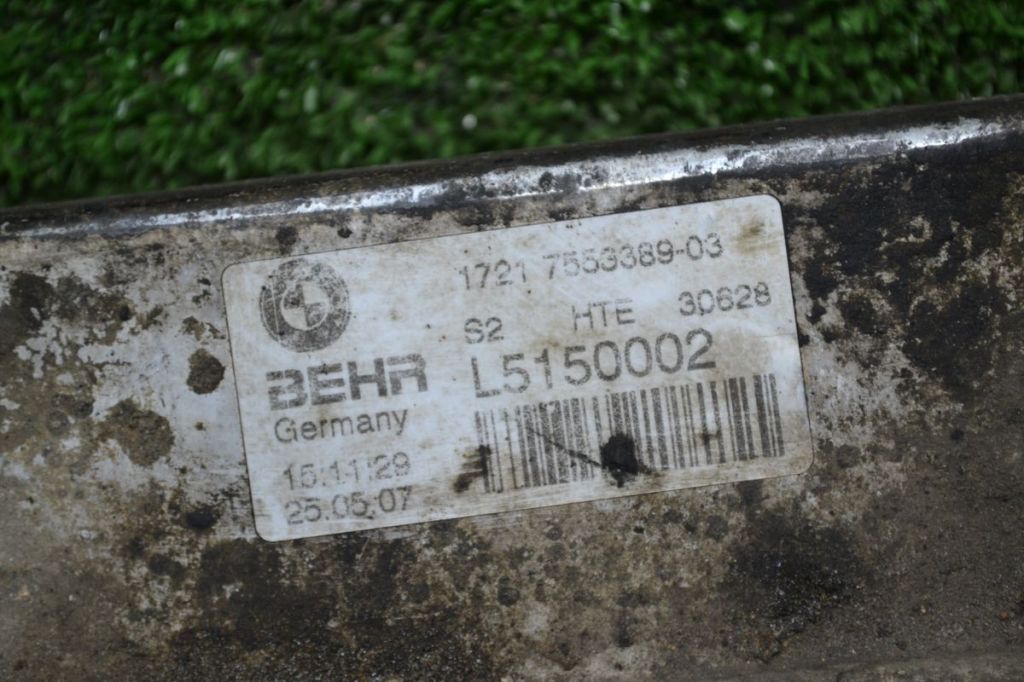 1721 7553389-03
S2 HTE 30628
BEHR
L5150002
Germany
15:11:29
25.05.07